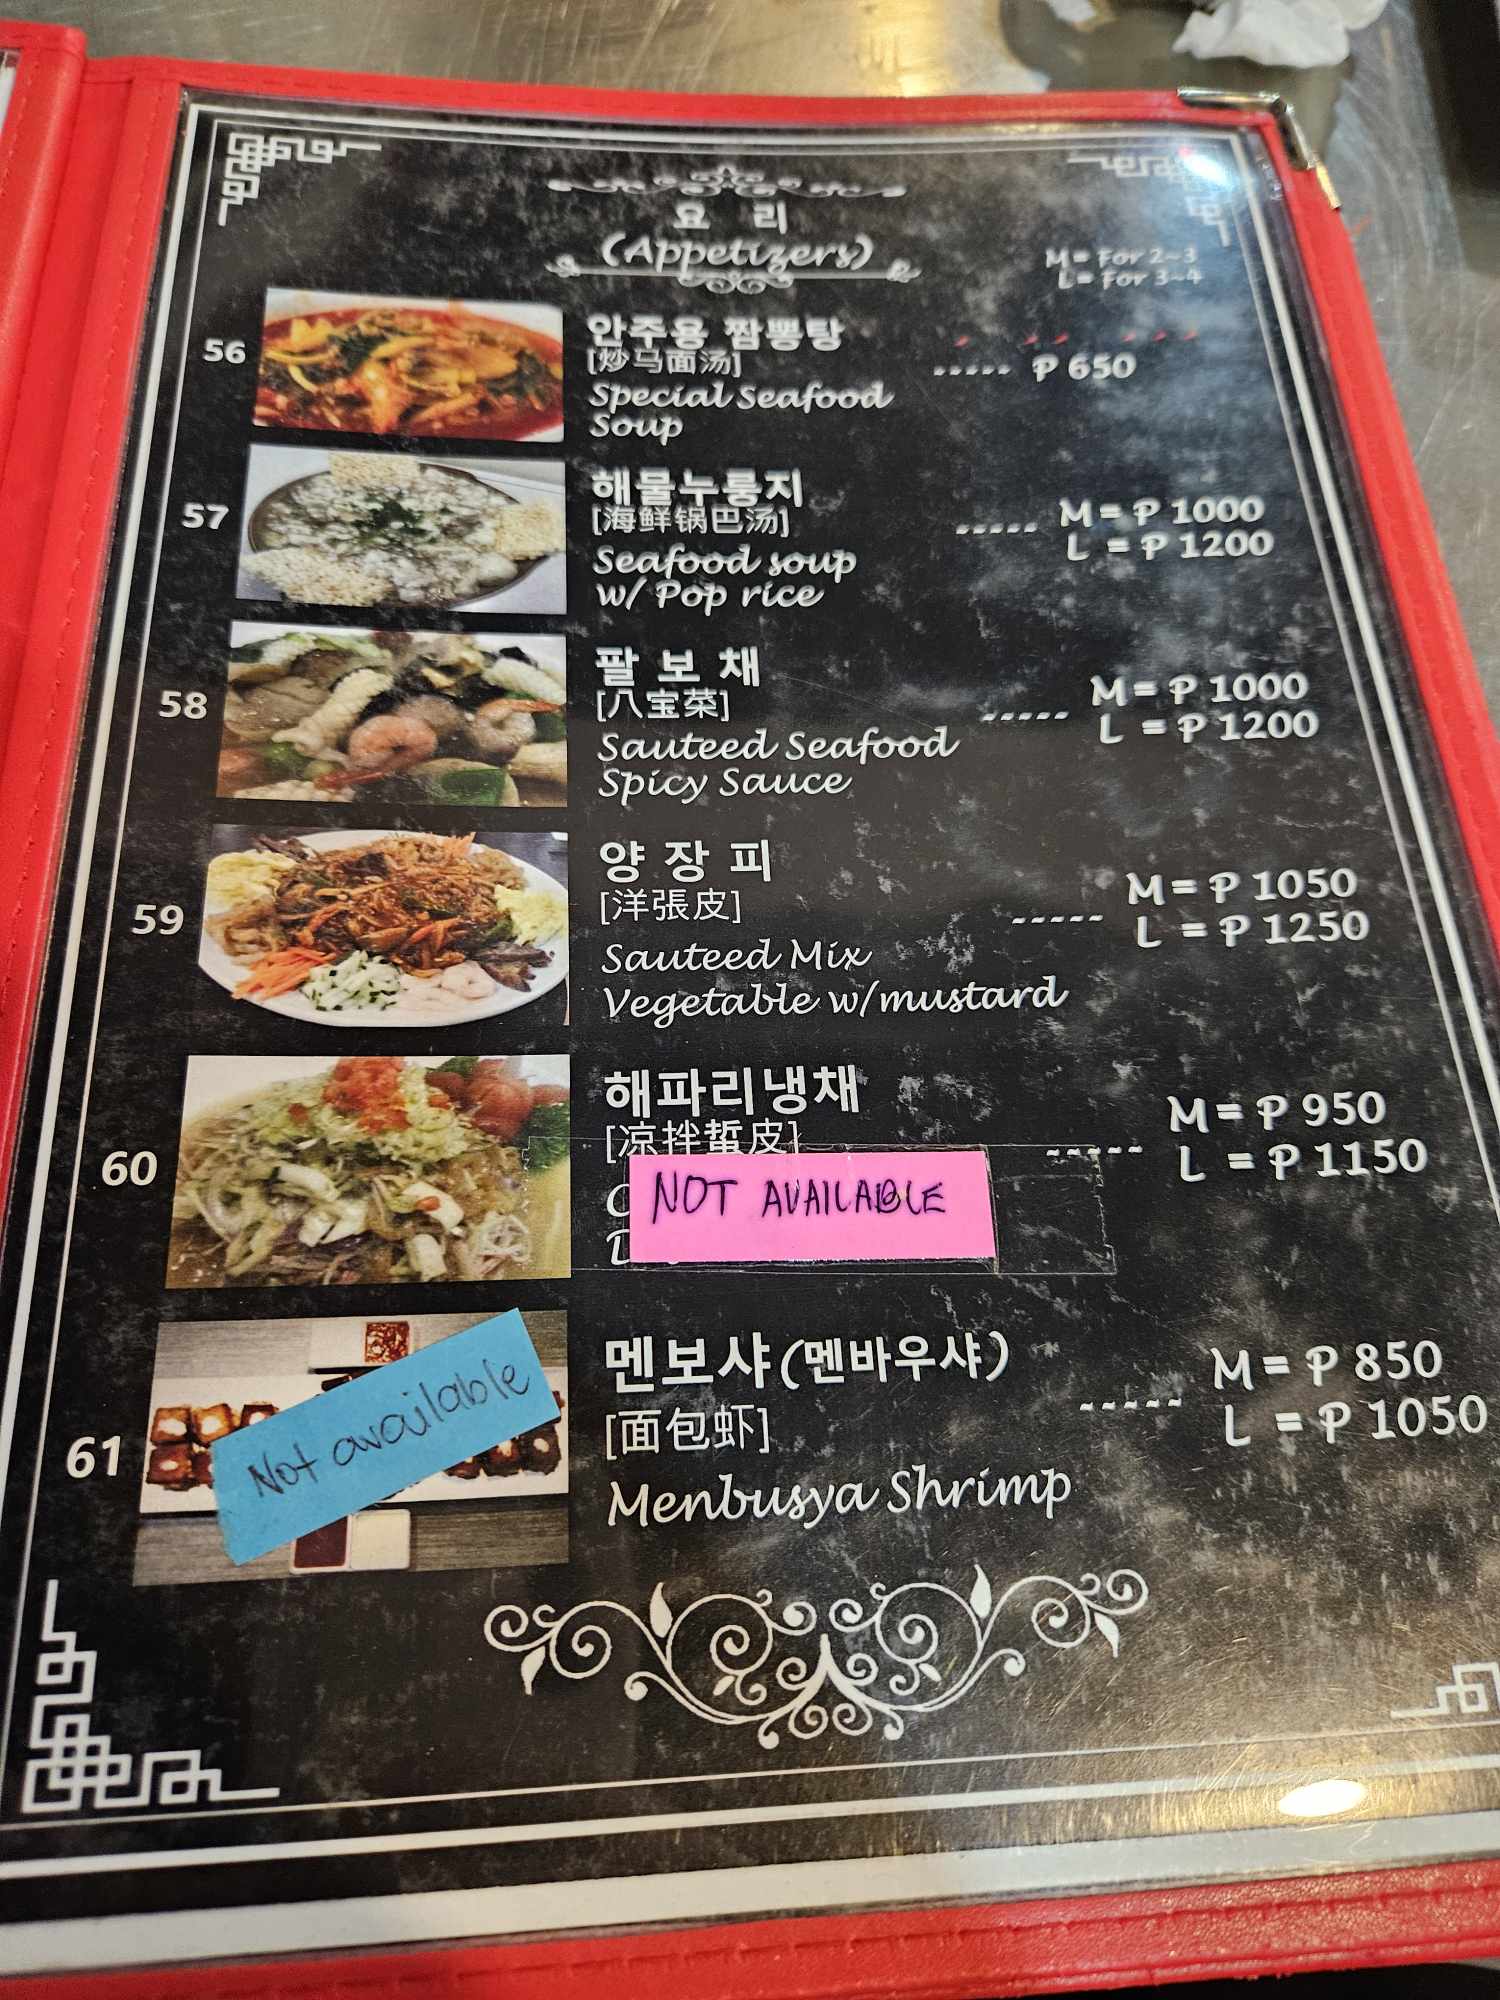 요 리
(Appetizers)
M = For 2~3
L = For 3~4
56
안주용 짬뽕탕
[炒马面汤]
Special Seafood
Soup
----- ₱ 650
57
해물누룽지
[海鲜锅巴汤]
Seafood soup
w/ Pop rice
----- M = ₱ 1000
L = ₱ 1200
58
팔 보 채
[八宝菜]
Sauteed Seafood
Spicy Sauce
----- M = ₱ 1000
L = ₱ 1200
59
양 장 피
[洋張皮]
Sauteed Mix
Vegetable w/mustard
----- M = ₱ 1050
L = ₱ 1250
60
해파리냉채
[凉拌蜇皮]
NOT AVAILABLE
----- M = ₱ 950
L = ₱ 1150
61
Not available
멘보샤(멘바우샤)
[面包虾]
Menbusya Shrimp
----- M = ₱ 850
L = ₱ 1050